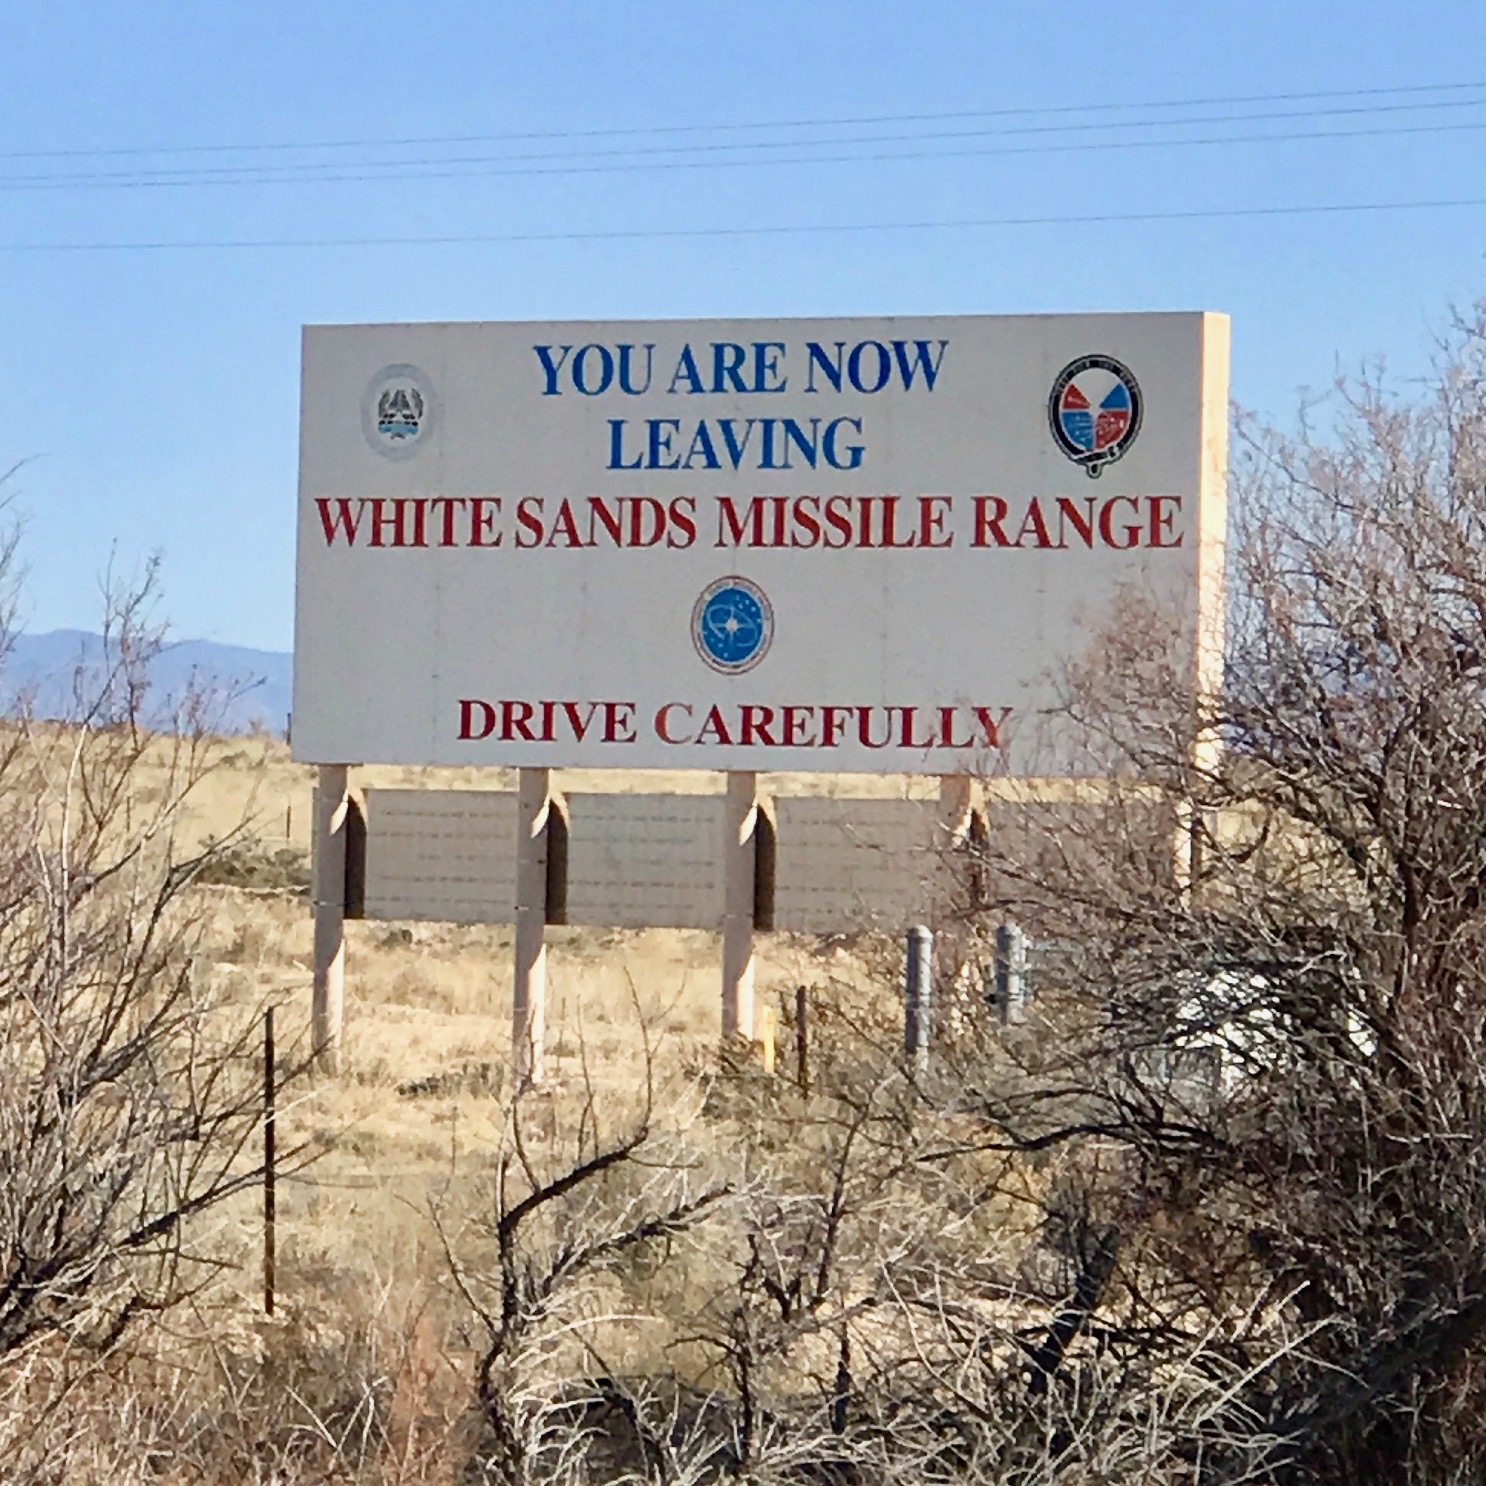 YOU ARE NOW
LEAVING
WHITE SANDS MISSILE RANGE
DRIVE CAREFULLY